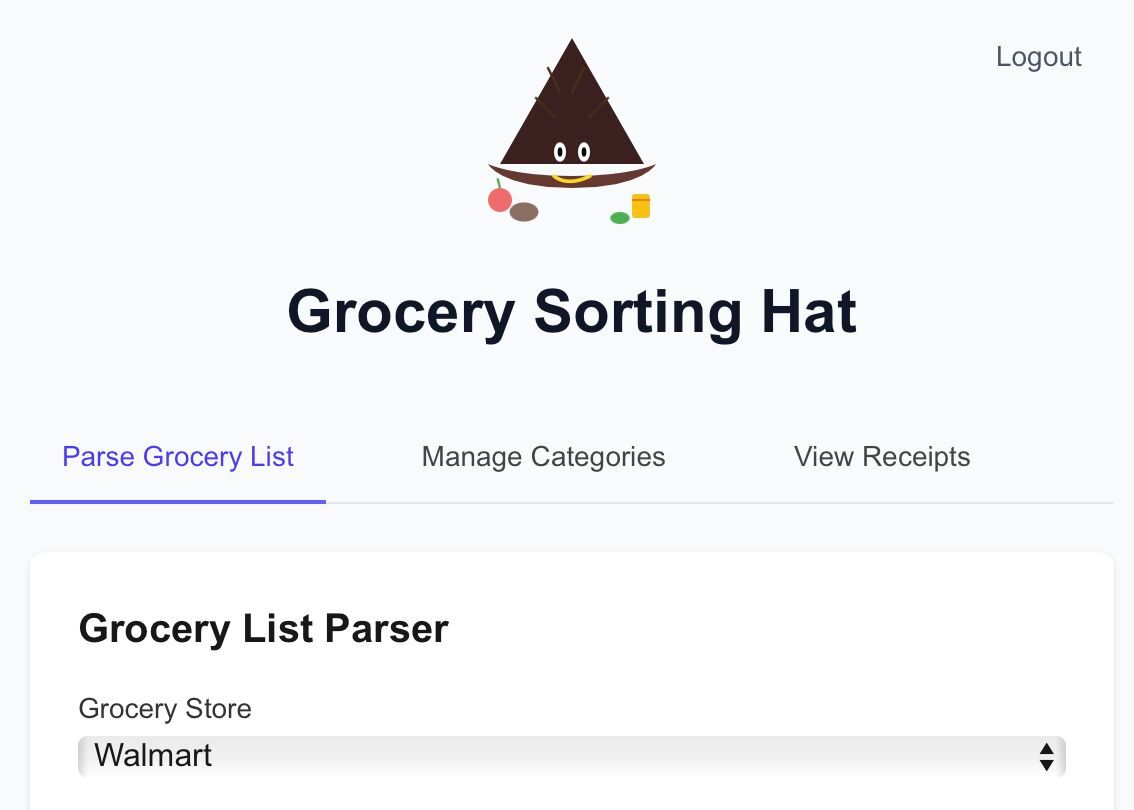 Logout
Grocery Sorting Hat
Parse Grocery List Manage Categories View Receipts
Grocery List Parser
Grocery Store
Walmart